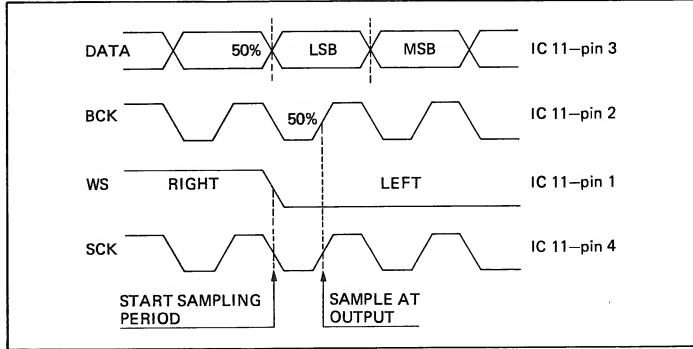 DATA 50% LSB MSB IC 11–pin 3
BCK 50% IC 11–pin 2
WS RIGHT LEFT IC 11–pin 1
SCK IC 11–pin 4
START SAMPLING PERIOD
SAMPLE AT OUTPUT